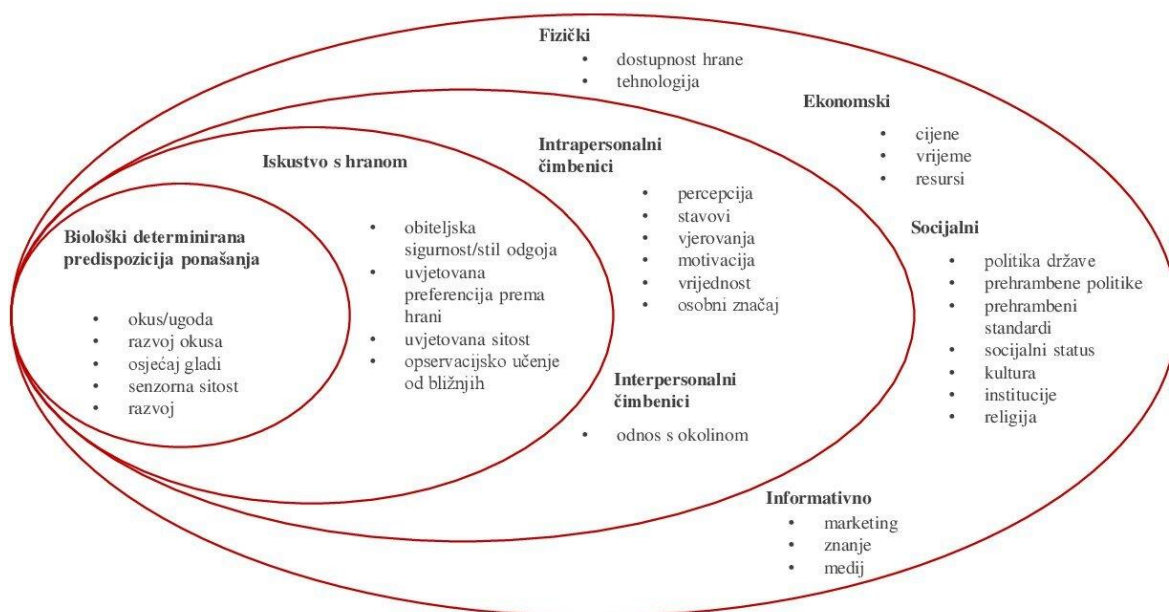 Biološki determinirana
predispozicija ponašanja
• okus/ugoda
• razvoj okusa
• osjećaj gladi
• senzorna sitost
• razvoj
Iskustvo s hranom
• obiteljska
sigurnost/stil odgoja
• uvjetovana
preferencija prema
hrani
• uvjetovana sitost
• opservacijsko učenje
od bližnjih
Intrapersonalni
čimbenici
• percepcija
• stavovi
• vjerovanja
• motivacija
• vrijednost
• osobni značaj
Interpersonalni
čimbenici
• odnos s okolinom
Fizički
• dostupnost hrane
• tehnologija
Ekonomski
• cijene
• vrijeme
• resursi
Socijalni
• politika države
• prehrambene politike
• prehrambeni
standardi
• socijalni status
• kultura
• institucije
• religija
Informativno
• marketing
• znanje
• medij